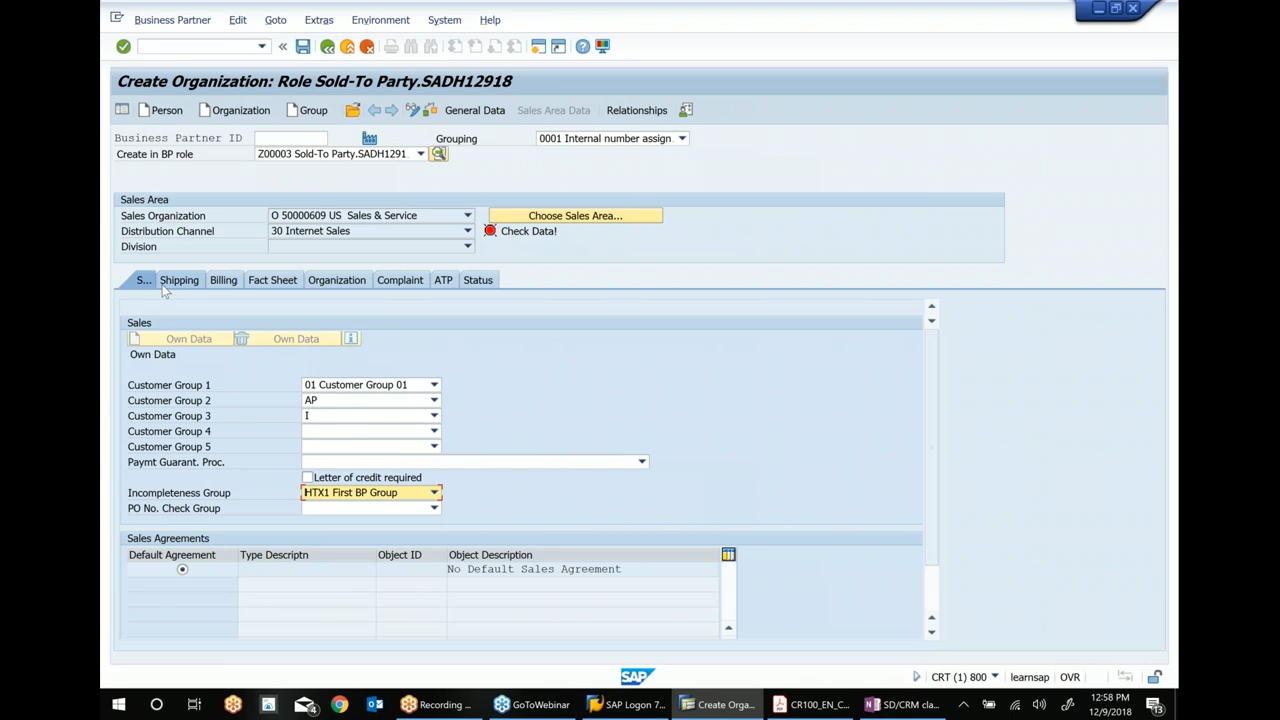 Business Partner Edit Goto Extras Environment System Help
Create Organization: Role Sold-To Party.SADH12918
Person Organization Group General Data Sales Area Data Relationships
Business Partner ID Grouping 0001 Internal number assign
Create in BP role Z00003 Sold-To Party.SADH1291
Sales Area
Sales Organization O 50000609 US Sales & Service Choose Sales Area...
Distribution Channel 30 Internet Sales Check Data!
Division
S... Shipping Billing Fact Sheet Organization Complaint ATP Status
Sales
Own Data Own Data
Own Data
Customer Group 1 01 Customer Group 01
Customer Group 2 AP
Customer Group 3 I
Customer Group 4
Customer Group 5
Paymt Guarant. Proc.
Letter of credit required
Incompleteness Group HTX1 First BP Group
PO No. Check Group
Sales Agreements
Default Agreement Type Descriptn Object ID Object Description
No Default Sales Agreement
SAP CRT (1) 800 learnsap OVR
Recording ... GoToWebinar SAP Logon 7... Create Orga... CR100_EN_C... SD/CRM cla... 12:58 PM
12/9/2018 13